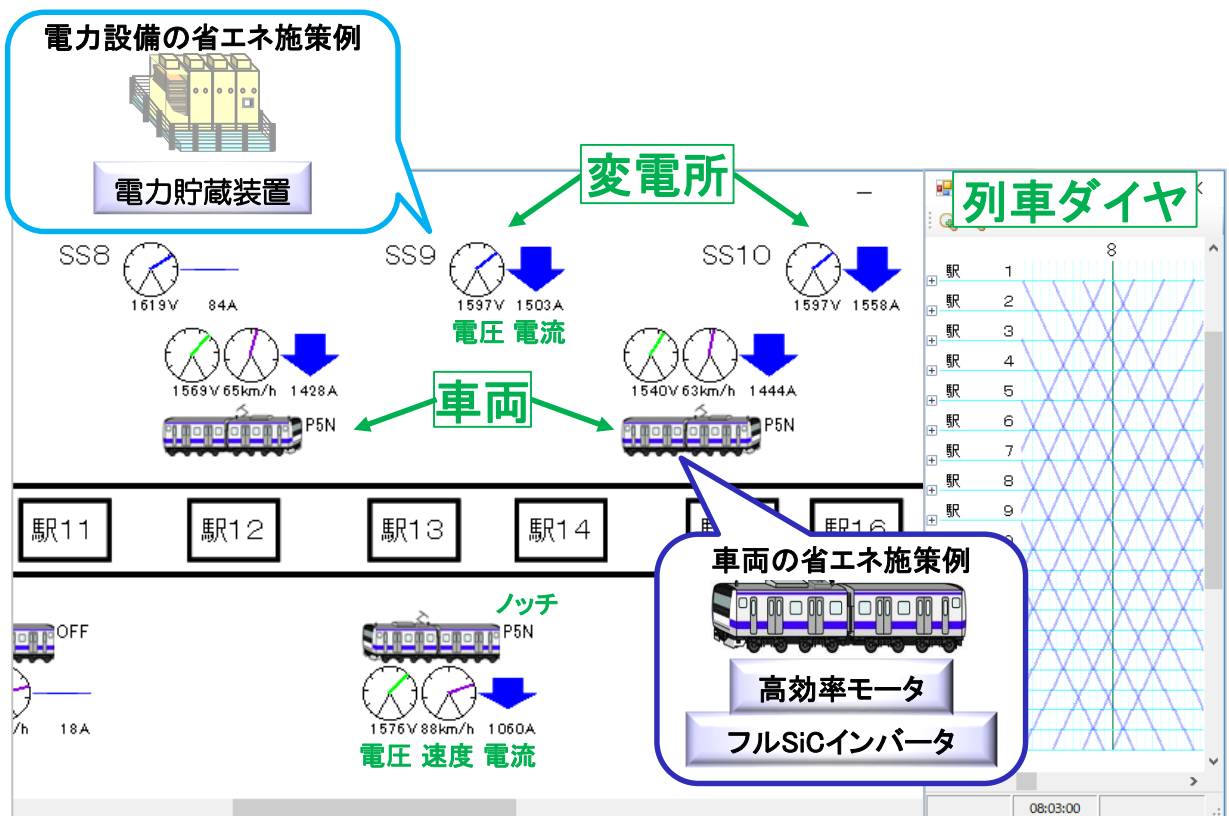 電力設備の省エネ施策例
電力貯蔵装置
変電所
列車ダイヤ
SS8
1619V 84A
SS9
1597V 1503A
電圧 電流
SS10
1597V 1558A
1569V 65km/h 1428A
P5N
車両
1540V 63km/h 1444A
P5N
駅11
駅12
駅13
駅14
駅16
車両の省エネ施策例
高効率モータ
フルSiCインバータ
OFF
/h 18A
ノッチ
P5N
1576V 88km/h 1060A
電圧 速度 電流
8
駅 1
駅 2
駅 3
駅 4
駅 5
駅 6
駅 7
駅 8
駅 9
08:03:00